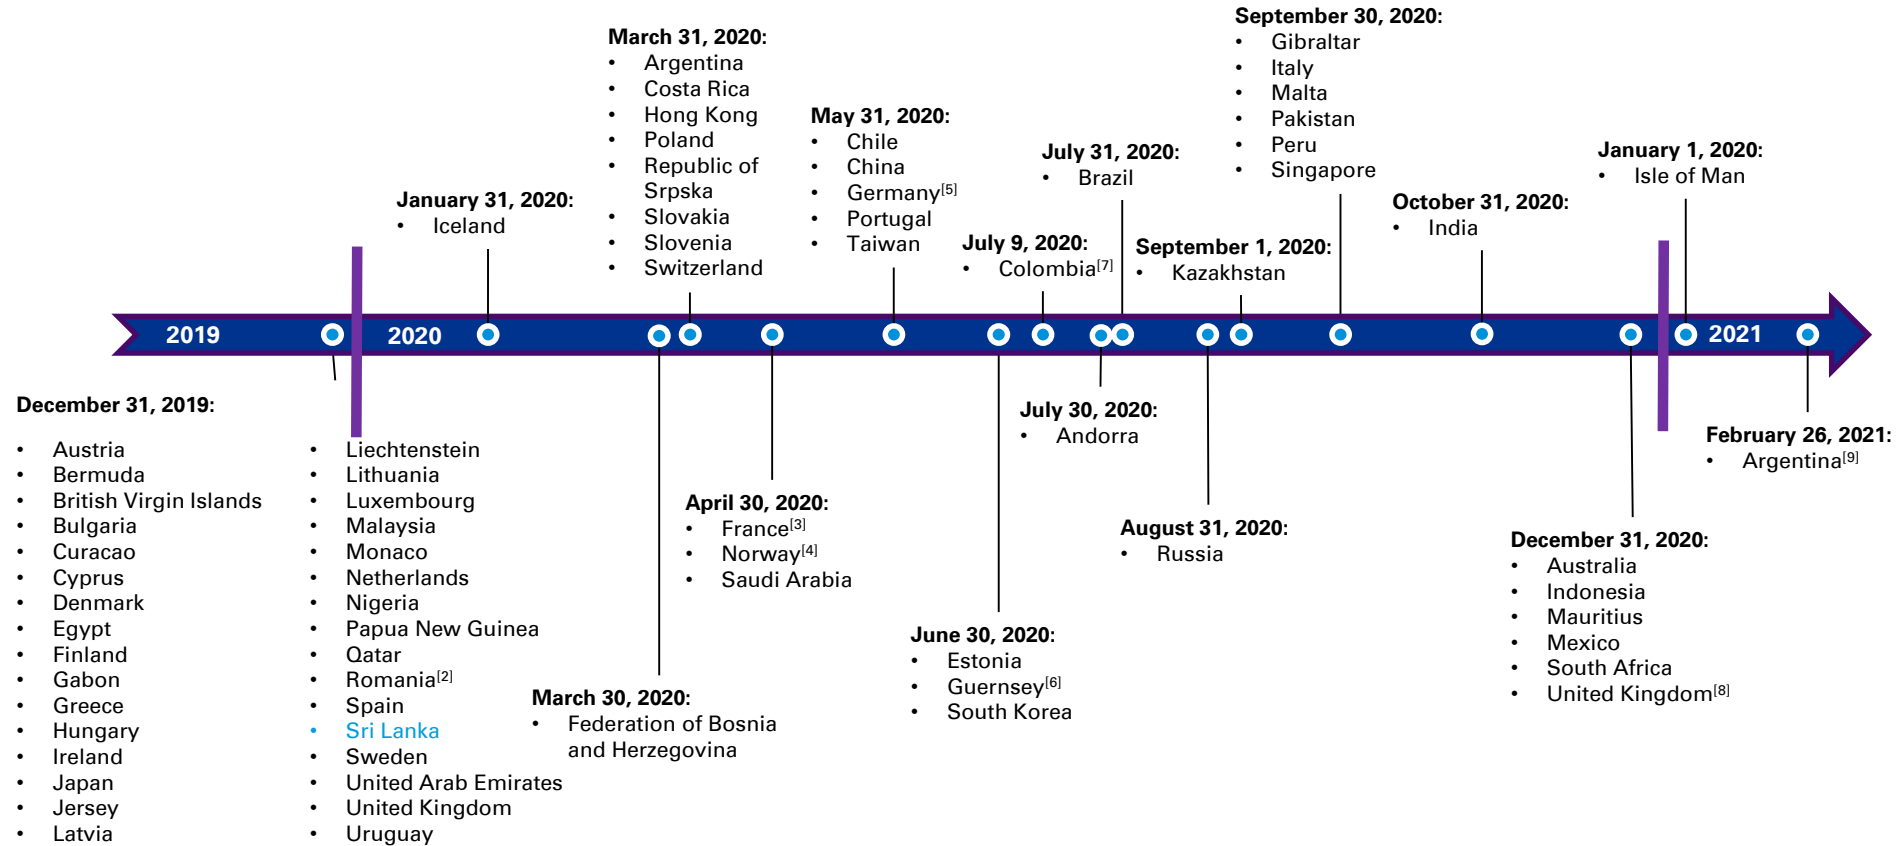 September 30, 2020:
• Gibraltar
• Italy
• Malta
• Pakistan
• Peru
• Singapore
March 31, 2020:
• Argentina
• Costa Rica
• Hong Kong
• Poland
• Republic of
Srpska
• Slovakia
• Slovenia
• Switzerland
May 31, 2020:
• Chile
• China
• Germany[5]
• Portugal
• Taiwan
July 31, 2020:
• Brazil
January 1, 2020:
• Isle of Man
January 31, 2020:
• Iceland
October 31, 2020:
• India
July 9, 2020:
• Colombia[7]
September 1, 2020:
• Kazakhstan
2019
2020
2021
December 31, 2019:
• Austria
• Bermuda
• British Virgin Islands
• Bulgaria
• Curacao
• Cyprus
• Denmark
• Egypt
• Finland
• Gabon
• Greece
• Hungary
• Ireland
• Japan
• Jersey
• Latvia
• Liechtenstein
• Lithuania
• Luxembourg
• Malaysia
• Monaco
• Netherlands
• Nigeria
• Papua New Guinea
• Qatar
• Romania[2]
• Spain
• Sri Lanka
• Sweden
• United Arab Emirates
• United Kingdom
• Uruguay
March 30, 2020:
• Federation of Bosnia
and Herzegovina
April 30, 2020:
• France[3]
• Norway[4]
• Saudi Arabia
June 30, 2020:
• Estonia
• Guernsey[6]
• South Korea
July 30, 2020:
• Andorra
August 31, 2020:
• Russia
December 31, 2020:
• Australia
• Indonesia
• Mauritius
• Mexico
• South Africa
• United Kingdom[8]
February 26, 2021:
• Argentina[9]